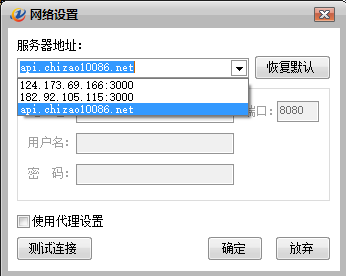 网络设置
服务器地址:
api.chizao10086.net
恢复默认
124.173.69.166:3000
182.92.105.115:3000
api.chizao10086.net
端口:
8080
用户名:
密 码:
使用代理设置
测试连接
确定
放弃